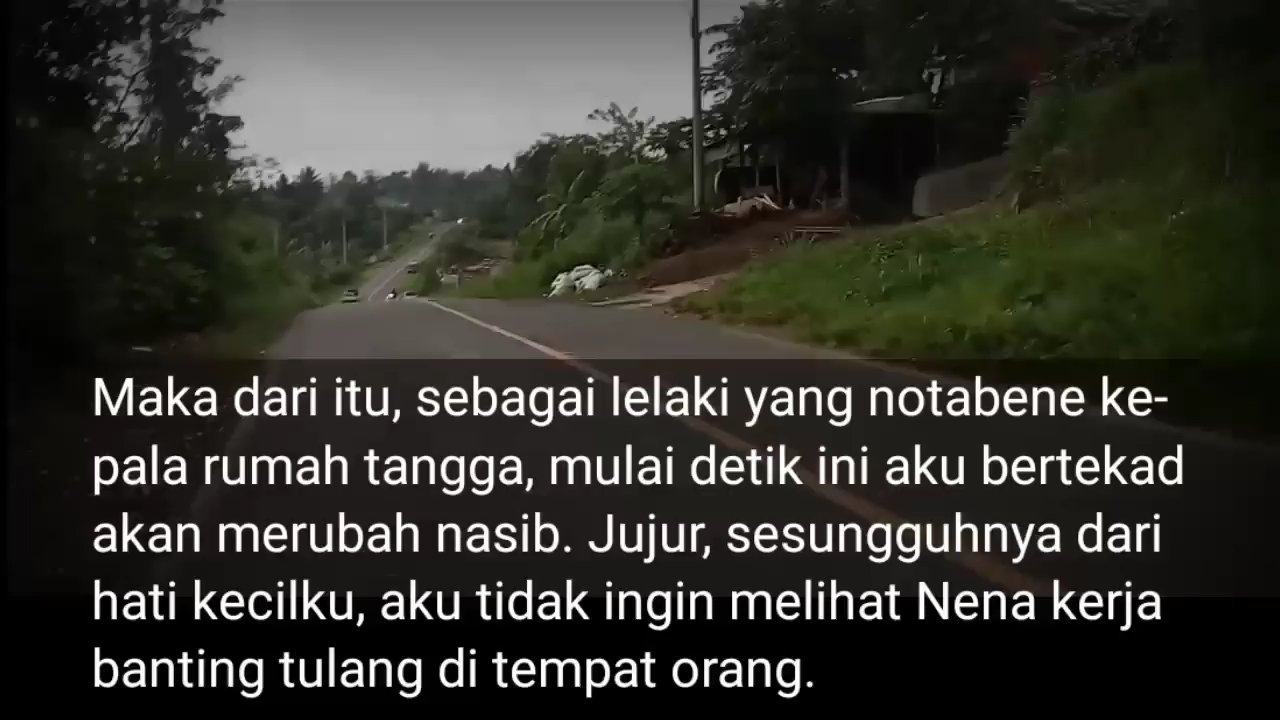 Maka dari itu, sebagai lelaki yang notabene ke-
pala rumah tangga, mulai detik ini aku bertekad
akan merubah nasib. Jujur, sesungguhnya dari
hati kecilku, aku tidak ingin melihat Nena kerja
banting tulang di tempat orang.